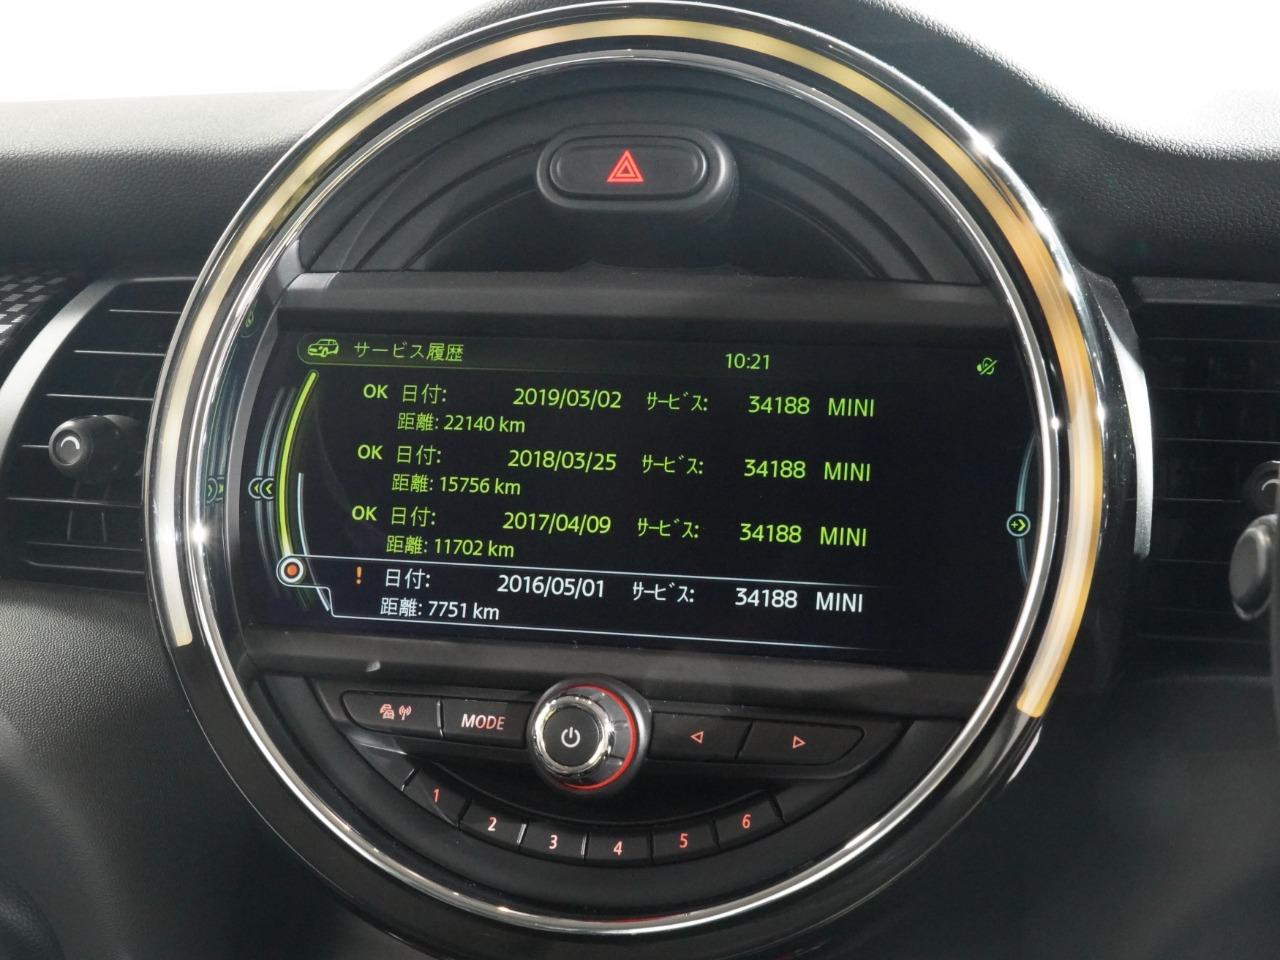 サービス履歴 10:21
OK 日付: 2019/03/02 ｻｰﾋﾞｽ: 34188 MINI
距離: 22140 km
OK 日付: 2018/03/25 ｻｰﾋﾞｽ: 34188 MINI
距離: 15756 km
OK 日付: 2017/04/09 ｻｰﾋﾞｽ: 34188 MINI
距離: 11702 km
! 日付: 2016/05/01 ｻｰﾋﾞｽ: 34188 MINI
距離: 7751 km
MODE
1 2 3 4 5 6